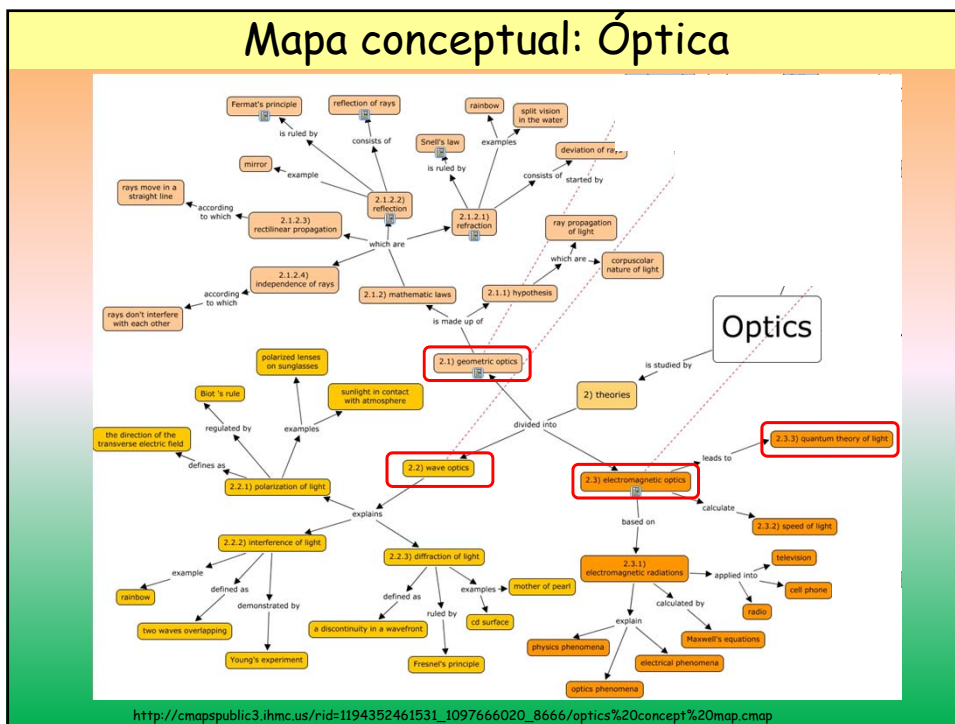 Mapa conceptual: Óptica
Fermat's principle
reflection of rays
rainbow
split vision
in the water
is ruled by
consists of
Snell's law
examples
deviation of rays
mirror
example
is ruled by
consists of
started by
rays move in a
straight line
according
to which
2.1.2.2)
reflection
2.1.2.3)
rectilinear propagation
2.1.2.1)
refraction
ray propagation
of light
which are
which are
corpuscolar
nature of light
2.1.2.4)
independence of rays
according
to which
2.1.2) mathematic laws
2.1.1) hypothesis
rays don't interfere
with each other
is made up of
Optics
2.1) geometric optics
is studied by
polarized lenses
on sunglasses
Biot 's rule
sunlight in contact
with atmosphere
2) theories
regulated by
examples
divided into
the direction of the
transverse electric field
defines as
2.2) wave optics
2.3.3) quantum theory of light
leads to
2.3) electromagnetic optics
2.2.1) polarization of light
calculate
explains
based on
2.3.2) speed of light
2.2.2) interference of light
2.2.3) diffraction of light
television
example
defined as
demonstrated by
defined as
ruled by
examples
mother of pearl
2.3.1)
electromagnetic radiations
applied into
cell phone
rainbow
cd surface
radio
calculated by
two waves overlapping
a discontinuity in a wavefront
explain
Maxwell's equations
Young's experiment
Fresnel's principle
physics phenomena
electrical phenomena
optics phenomena
http://cmapspublic3.ihmc.us/rid=1194352461531_1097666020_8666/optics%20concept%20map.cmap